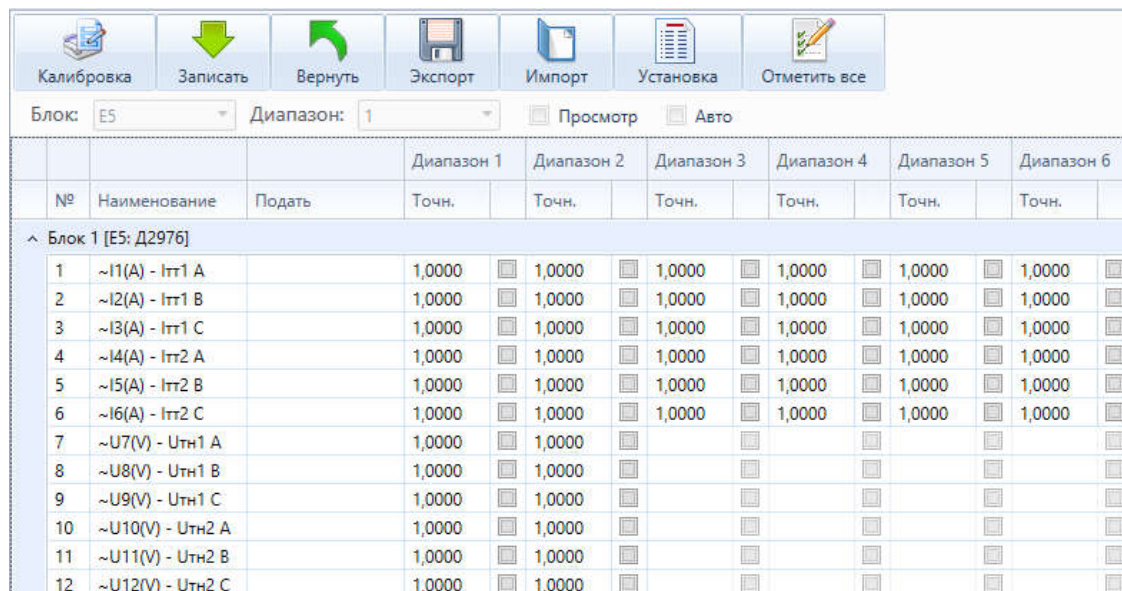 Калибровка Записать Вернуть Экспорт Импорт Установка Отметить все
Блок: E5 Диапазон: 1 Просмотр Авто
Диапазон 1 Диапазон 2 Диапазон 3 Диапазон 4 Диапазон 5 Диапазон 6
№ Наименование Подать Точн. Точн. Точн. Точн. Точн. Точн.
Блок 1 [E5: Д2976]
1 ~I1(A) - Iтт1 A 1,0000 1,0000 1,0000 1,0000 1,0000 1,0000
2 ~I2(A) - Iтт1 B 1,0000 1,0000 1,0000 1,0000 1,0000 1,0000
3 ~I3(A) - Iтт1 C 1,0000 1,0000 1,0000 1,0000 1,0000 1,0000
4 ~I4(A) - Iтт2 A 1,0000 1,0000 1,0000 1,0000 1,0000 1,0000
5 ~I5(A) - Iтт2 B 1,0000 1,0000 1,0000 1,0000 1,0000 1,0000
6 ~I6(A) - Iтт2 C 1,0000 1,0000 1,0000 1,0000 1,0000 1,0000
7 ~U7(V) - Uтн1 A 1,0000 1,0000
8 ~U8(V) - Uтн1 B 1,0000 1,0000
9 ~U9(V) - Uтн1 C 1,0000 1,0000
10 ~U10(V) - Uтн2 A 1,0000 1,0000
11 ~U11(V) - Uтн2 B 1,0000 1,0000
12 ~U12(V) - Uтн2 C 1,0000 1,0000